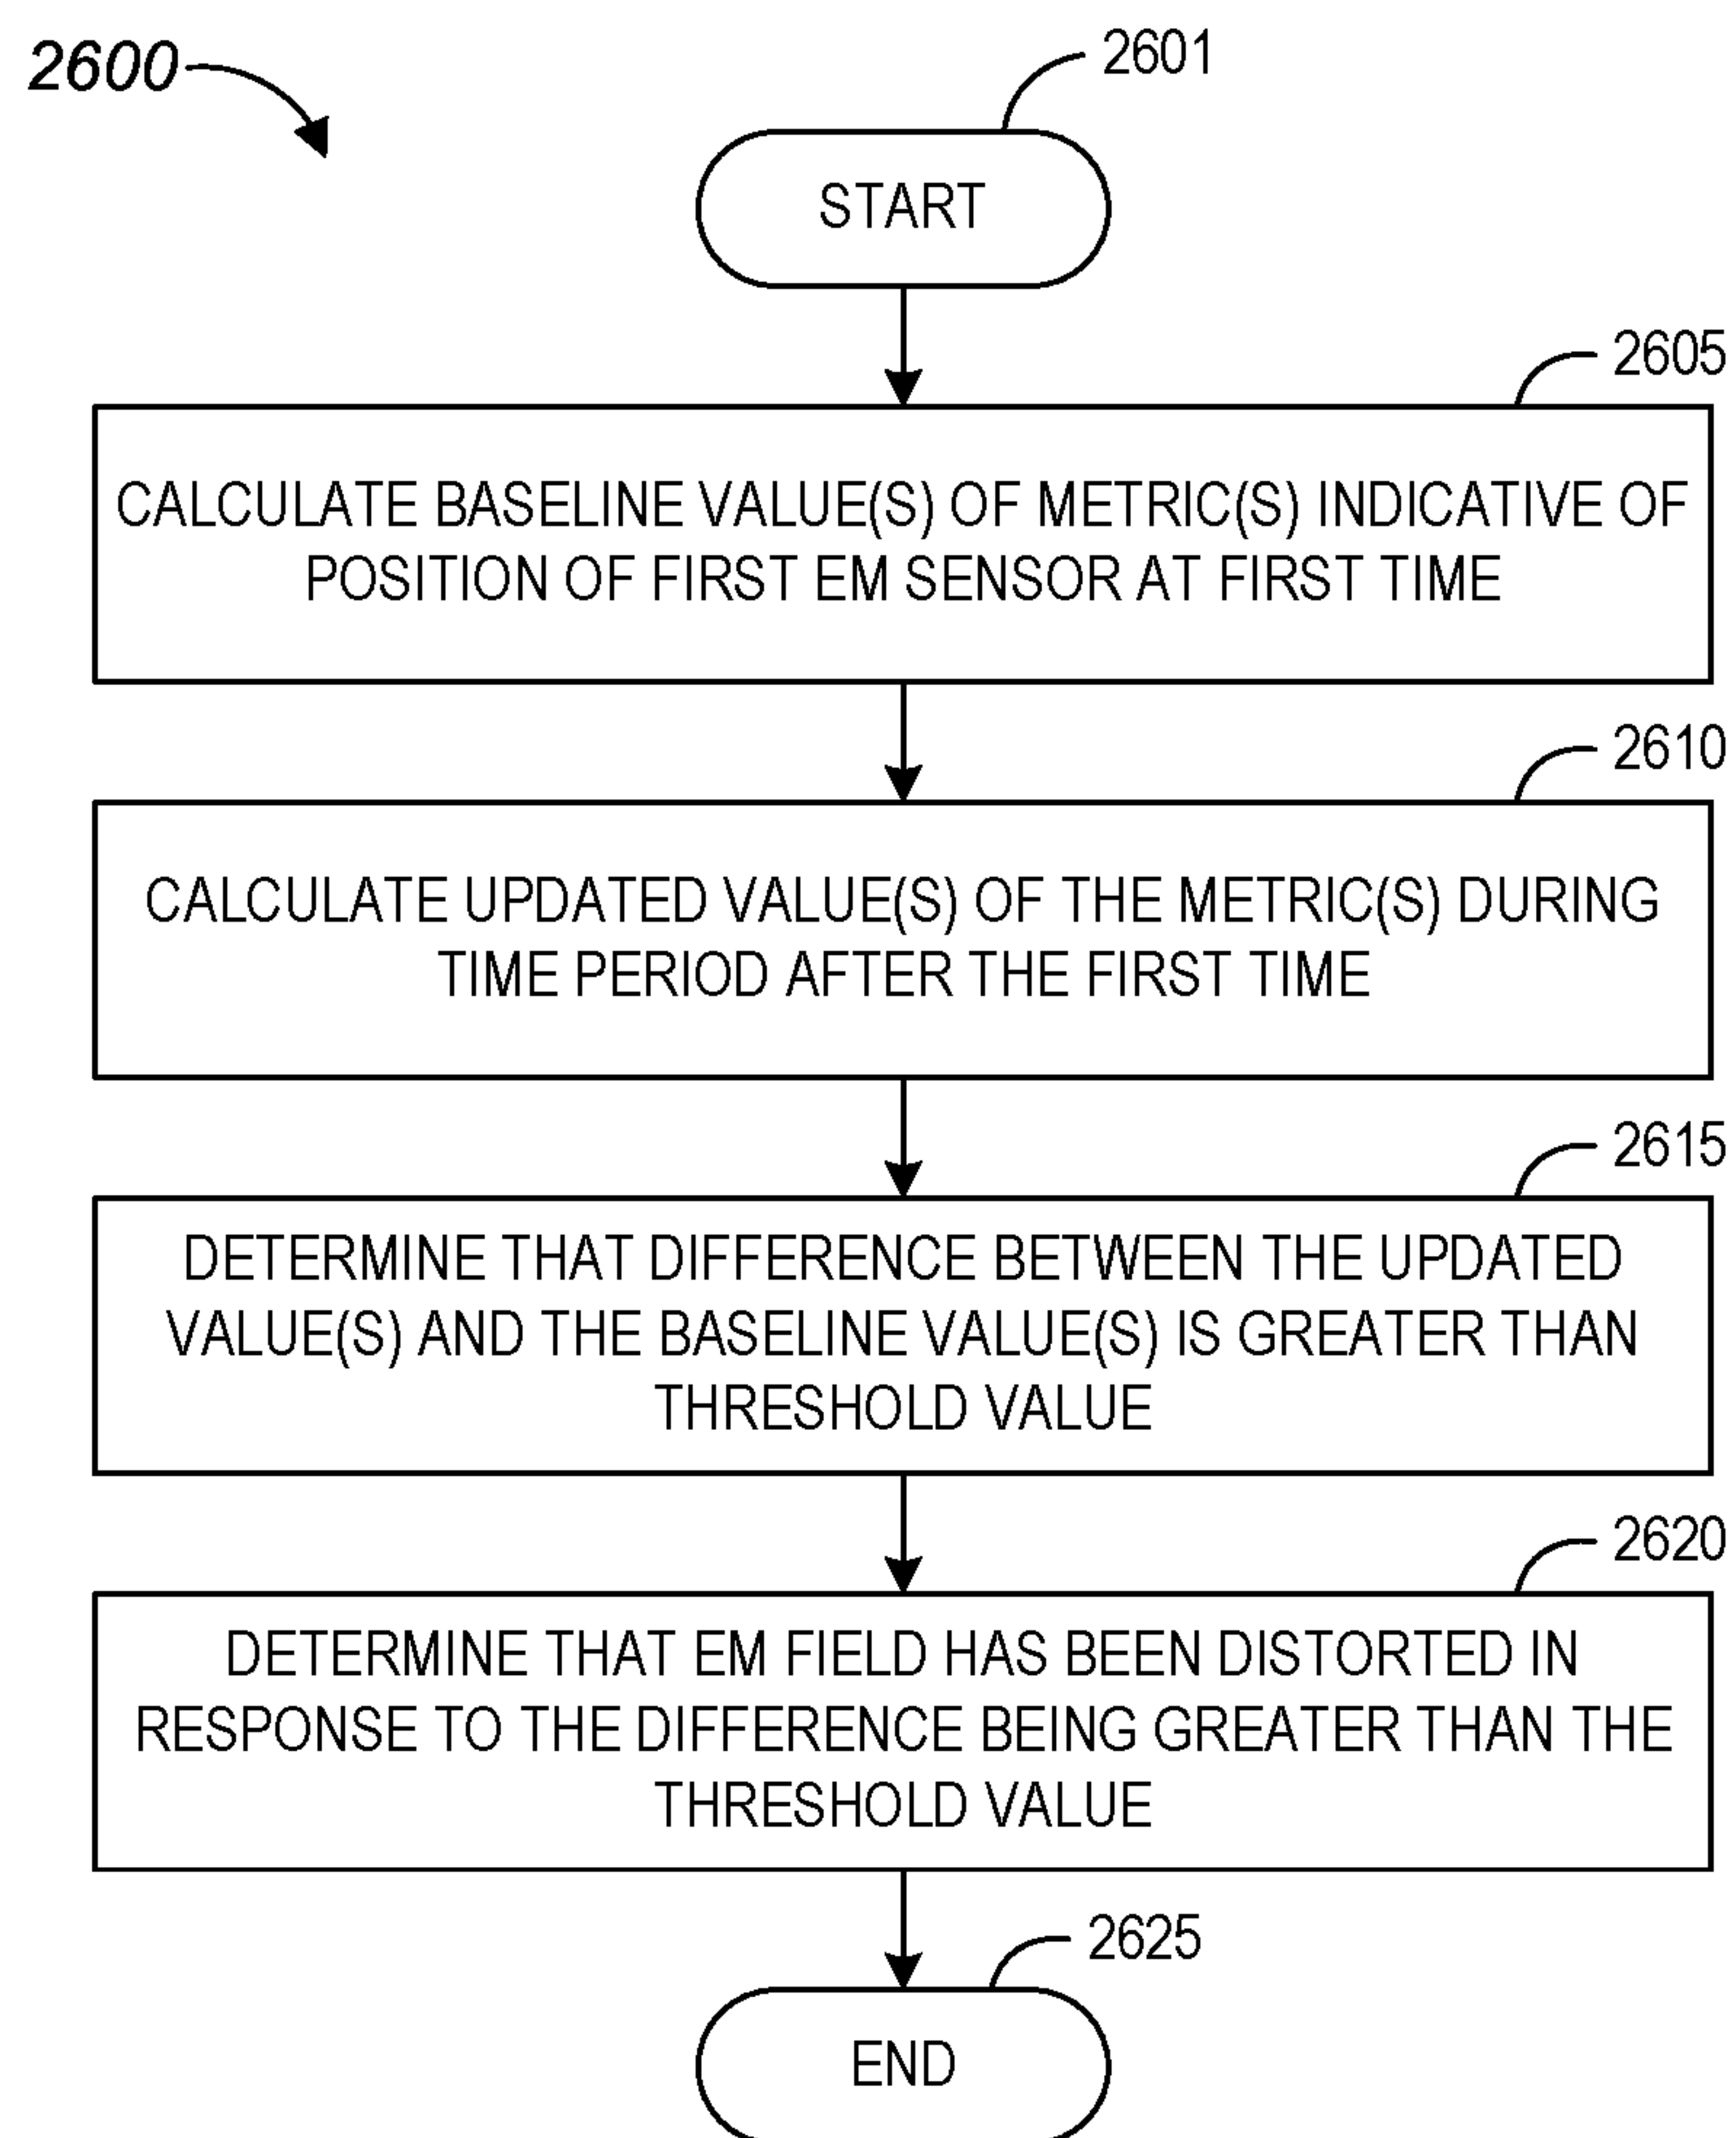 2600
2601
START
2605
CALCULATE BASELINE VALUE(S) OF METRIC(S) INDICATIVE OF
POSITION OF FIRST EM SENSOR AT FIRST TIME
2610
CALCULATE UPDATED VALUE(S) OF THE METRIC(S) DURING
TIME PERIOD AFTER THE FIRST TIME
2615
DETERMINE THAT DIFFERENCE BETWEEN THE UPDATED
VALUE(S) AND THE BASELINE VALUE(S) IS GREATER THAN
THRESHOLD VALUE
2620
DETERMINE THAT EM FIELD HAS BEEN DISTORTED IN
RESPONSE TO THE DIFFERENCE BEING GREATER THAN THE
THRESHOLD VALUE
2625
END